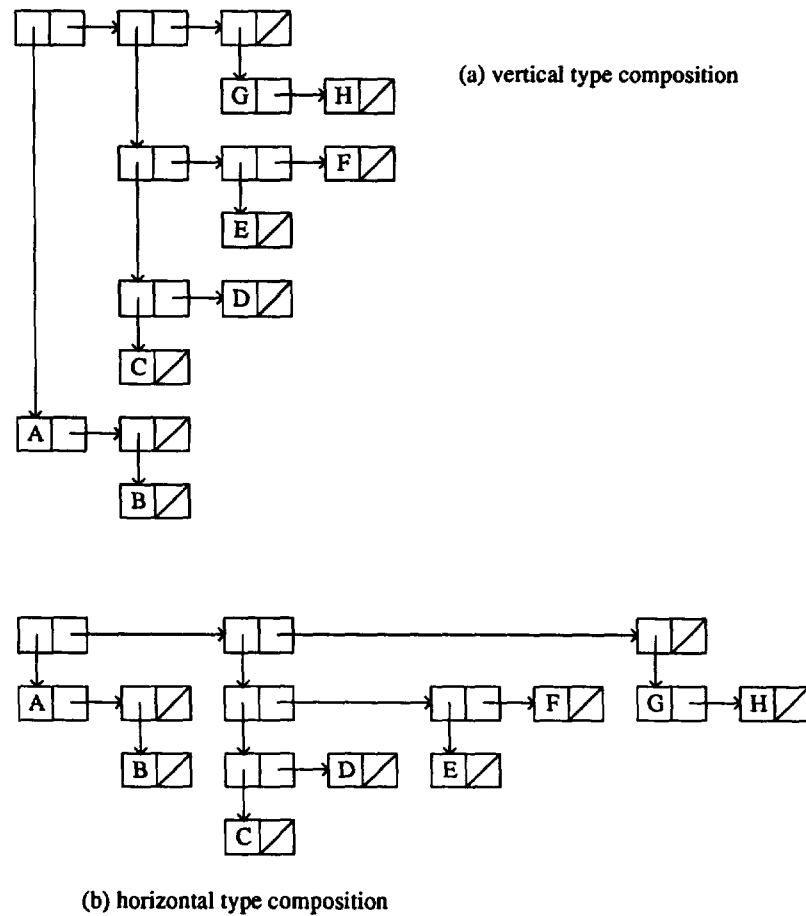 G H
(a) vertical type composition
F
E
D
C
A
B
A F G H
B D E
C
(b) horizontal type composition